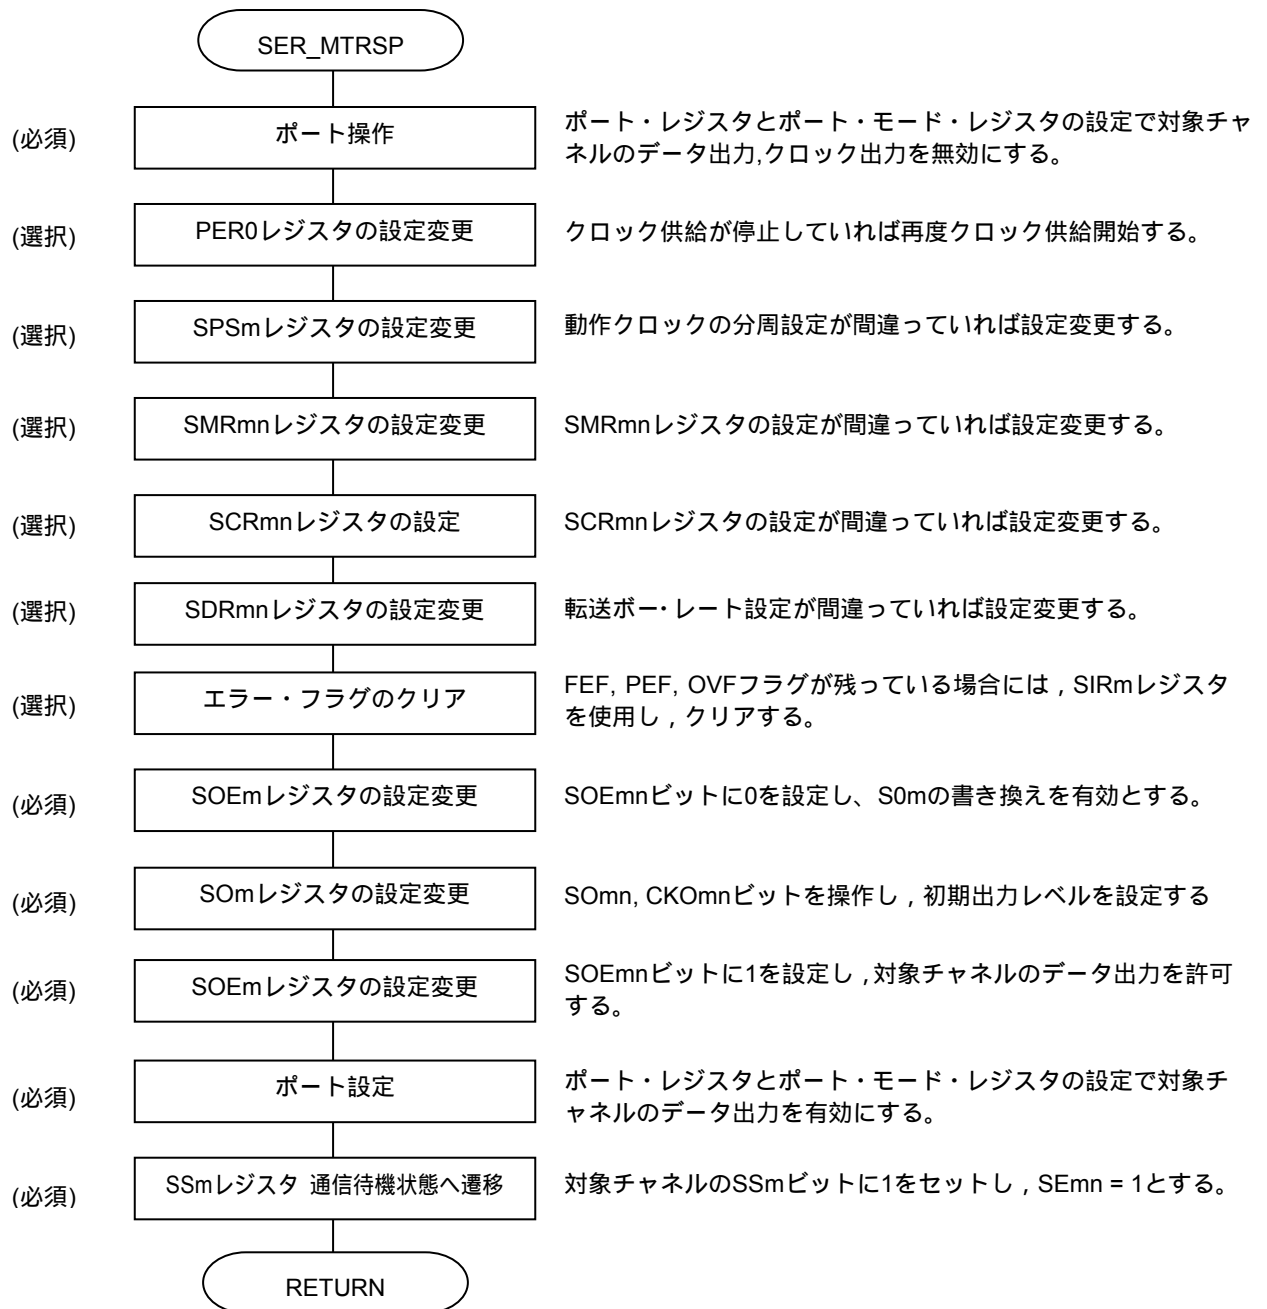 SER_MTRSP
(必須)
ポート操作
ポート・レジスタとポート・モード・レジスタの設定で対象チャ
ネルのデータ出力,クロック出力を無効にする。
(選択)
PER0レジスタの設定変更
クロック供給が停止していれば再度クロック供給開始する。
(選択)
SPSmレジスタの設定変更
動作クロックの分周設定が間違っていれば設定変更する。
(選択)
SMRmnレジスタの設定変更
SMRmnレジスタの設定が間違っていれば設定変更する。
(選択)
SCRmnレジスタの設定
SCRmnレジスタの設定が間違っていれば設定変更する。
(選択)
SDRmnレジスタの設定変更
転送ボー・レート設定が間違っていれば設定変更する。
(選択)
エラー・フラグのクリア
FEF, PEF, OVFフラグが残っている場合には，SIRmレジスタ
を使用し，クリアする。
(必須)
SOEmレジスタの設定変更
SOEmnビットに0を設定し、S0mの書き換えを有効とする。
(必須)
SOmレジスタの設定変更
SOmn, CKOmnビットを操作し，初期出力レベルを設定する
(必須)
SOEmレジスタの設定変更
SOEmnビットに1を設定し，対象チャネルのデータ出力を許可
する。
(必須)
ポート設定
ポート・レジスタとポート・モード・レジスタの設定で対象チ
ャネルのデータ出力を有効にする。
(必須)
SSmレジスタ 通信待機状態へ遷移
対象チャネルのSSmビットに1をセットし，SEmn = 1とする。
RETURN